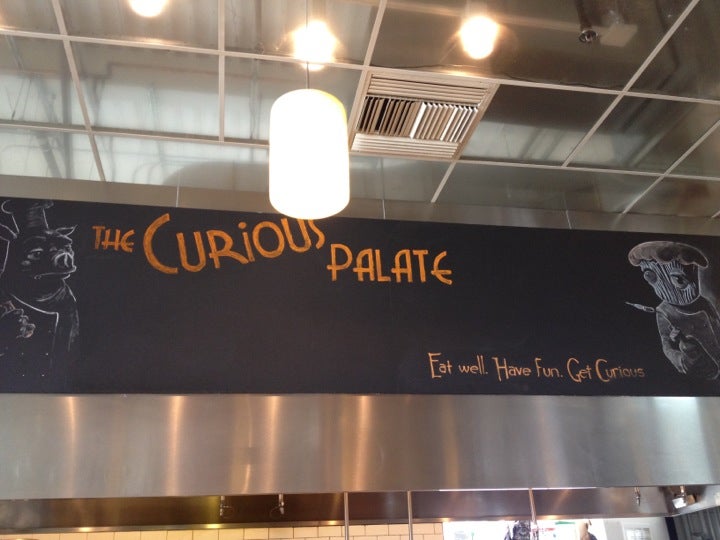 THE CURiOUS PALATE
Eat well. Have Fun. Get Curious